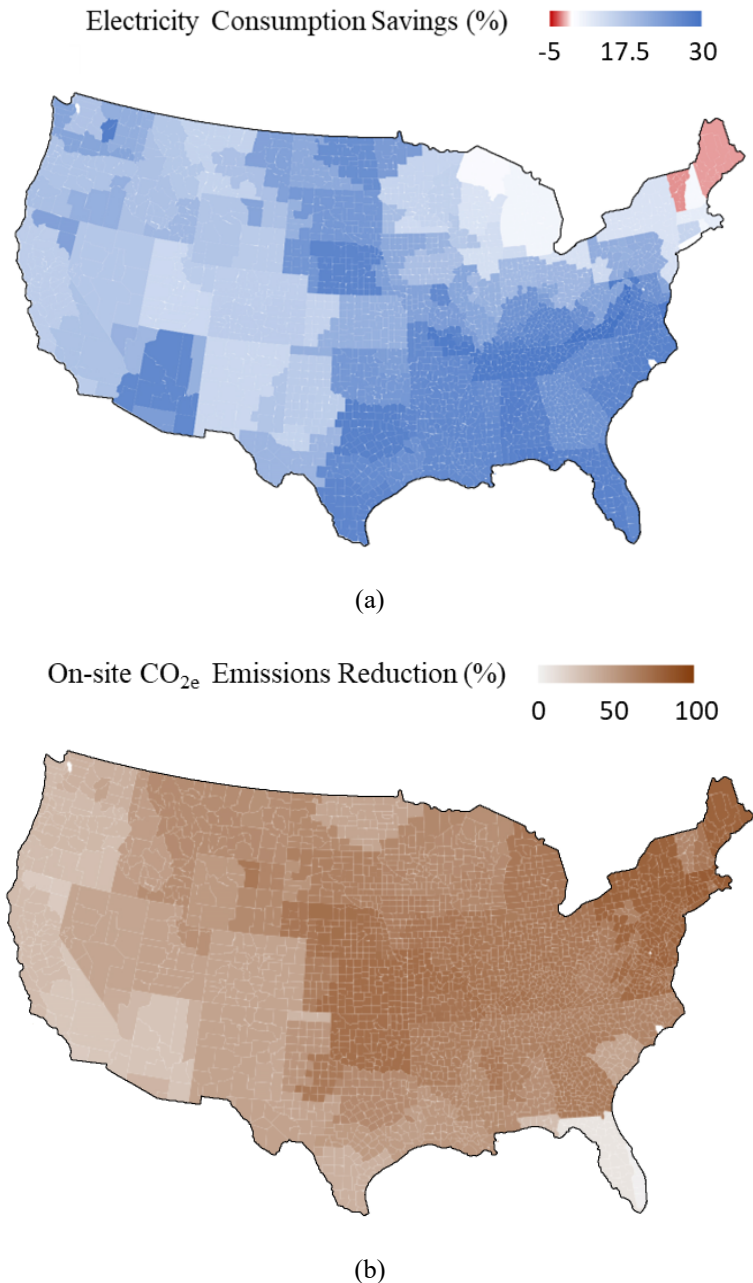 Electricity Consumption Savings (%)
-5 17.5 30
(a)
On-site CO2e Emissions Reduction (%)
0 50 100
(b)